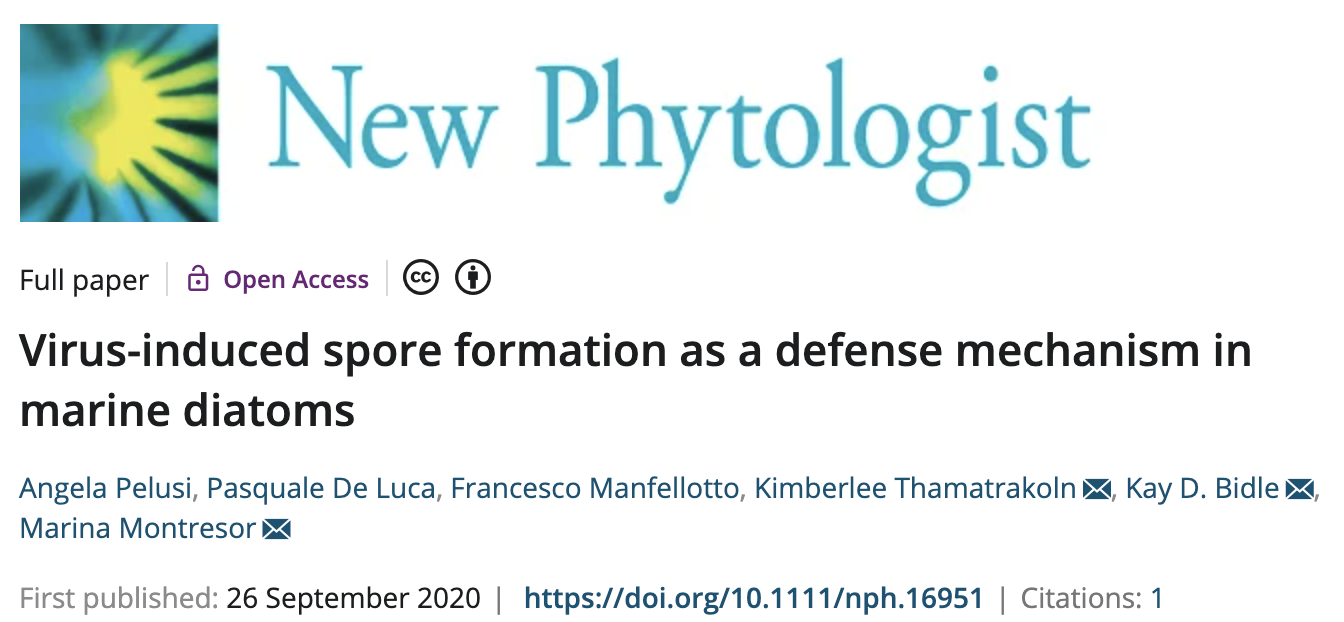 New Phytologist
Full paper | Open Access | cc
Virus-induced spore formation as a defense mechanism in
marine diatoms
Angela Pelusi, Pasquale De Luca, Francesco Manfellotto, Kimberlee Thamatrakoln, Kay D. Bidle,
Marina Montresor
First published: 26 September 2020 | https://doi.org/10.1111/nph.16951 | Citations: 1